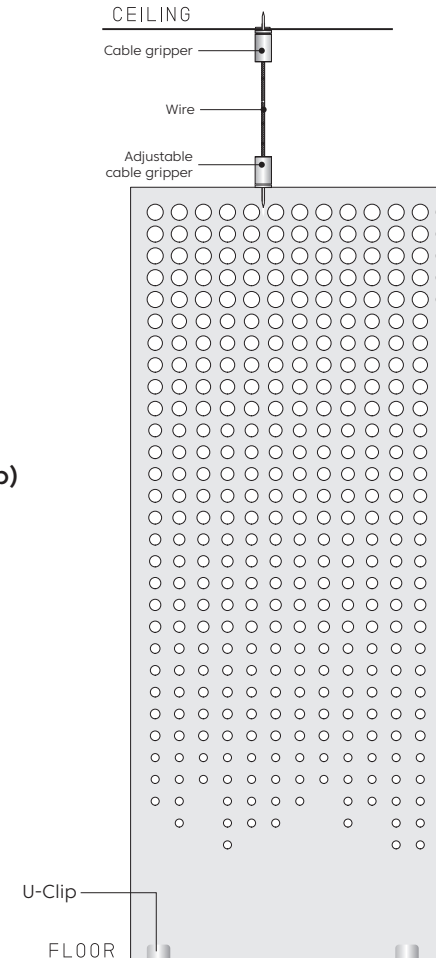 CEILING
Cable gripper
Wire
Adjustable
cable gripper
U-Clip
FLOOR